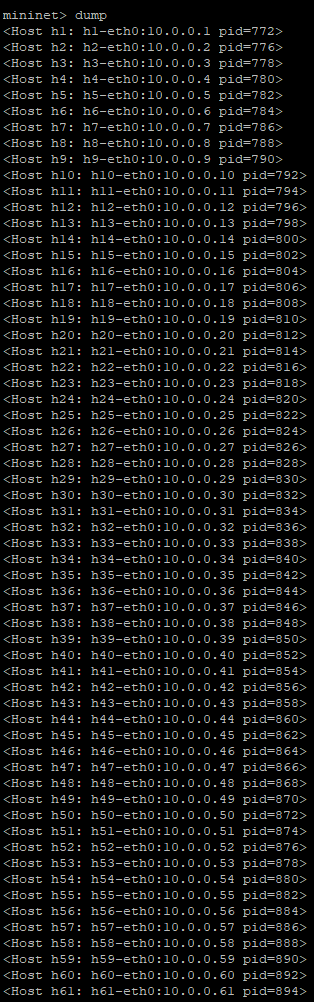 mininet> dump
<Host h1: h1-eth0:10.0.0.1 pid=772>
<Host h2: h2-eth0:10.0.0.2 pid=776>
<Host h3: h3-eth0:10.0.0.3 pid=778>
<Host h4: h4-eth0:10.0.0.4 pid=780>
<Host h5: h5-eth0:10.0.0.5 pid=782>
<Host h6: h6-eth0:10.0.0.6 pid=784>
<Host h7: h7-eth0:10.0.0.7 pid=786>
<Host h8: h8-eth0:10.0.0.8 pid=788>
<Host h9: h9-eth0:10.0.0.9 pid=790>
<Host h10: h10-eth0:10.0.0.10 pid=792>
<Host h11: h11-eth0:10.0.0.11 pid=794>
<Host h12: h12-eth0:10.0.0.12 pid=796>
<Host h13: h13-eth0:10.0.0.13 pid=798>
<Host h14: h14-eth0:10.0.0.14 pid=800>
<Host h15: h15-eth0:10.0.0.15 pid=802>
<Host h16: h16-eth0:10.0.0.16 pid=804>
<Host h17: h17-eth0:10.0.0.17 pid=806>
<Host h18: h18-eth0:10.0.0.18 pid=808>
<Host h19: h19-eth0:10.0.0.19 pid=810>
<Host h20: h20-eth0:10.0.0.20 pid=812>
<Host h21: h21-eth0:10.0.0.21 pid=814>
<Host h22: h22-eth0:10.0.0.22 pid=816>
<Host h23: h23-eth0:10.0.0.23 pid=818>
<Host h24: h24-eth0:10.0.0.24 pid=820>
<Host h25: h25-eth0:10.0.0.25 pid=822>
<Host h26: h26-eth0:10.0.0.26 pid=824>
<Host h27: h27-eth0:10.0.0.27 pid=826>
<Host h28: h28-eth0:10.0.0.28 pid=828>
<Host h29: h29-eth0:10.0.0.29 pid=830>
<Host h30: h30-eth0:10.0.0.30 pid=832>
<Host h31: h31-eth0:10.0.0.31 pid=834>
<Host h32: h32-eth0:10.0.0.32 pid=836>
<Host h33: h33-eth0:10.0.0.33 pid=838>
<Host h34: h34-eth0:10.0.0.34 pid=840>
<Host h35: h35-eth0:10.0.0.35 pid=842>
<Host h36: h36-eth0:10.0.0.36 pid=844>
<Host h37: h37-eth0:10.0.0.37 pid=846>
<Host h38: h38-eth0:10.0.0.38 pid=848>
<Host h39: h39-eth0:10.0.0.39 pid=850>
<Host h40: h40-eth0:10.0.0.40 pid=852>
<Host h41: h41-eth0:10.0.0.41 pid=854>
<Host h42: h42-eth0:10.0.0.42 pid=856>
<Host h43: h43-eth0:10.0.0.43 pid=858>
<Host h44: h44-eth0:10.0.0.44 pid=860>
<Host h45: h45-eth0:10.0.0.45 pid=862>
<Host h46: h46-eth0:10.0.0.46 pid=864>
<Host h47: h47-eth0:10.0.0.47 pid=866>
<Host h48: h48-eth0:10.0.0.48 pid=868>
<Host h49: h49-eth0:10.0.0.49 pid=870>
<Host h50: h50-eth0:10.0.0.50 pid=872>
<Host h51: h51-eth0:10.0.0.51 pid=874>
<Host h52: h52-eth0:10.0.0.52 pid=876>
<Host h53: h53-eth0:10.0.0.53 pid=878>
<Host h54: h54-eth0:10.0.0.54 pid=880>
<Host h55: h55-eth0:10.0.0.55 pid=882>
<Host h56: h56-eth0:10.0.0.56 pid=884>
<Host h57: h57-eth0:10.0.0.57 pid=886>
<Host h58: h58-eth0:10.0.0.58 pid=888>
<Host h59: h59-eth0:10.0.0.59 pid=890>
<Host h60: h60-eth0:10.0.0.60 pid=892>
<Host h61: h61-eth0:10.0.0.61 pid=894>